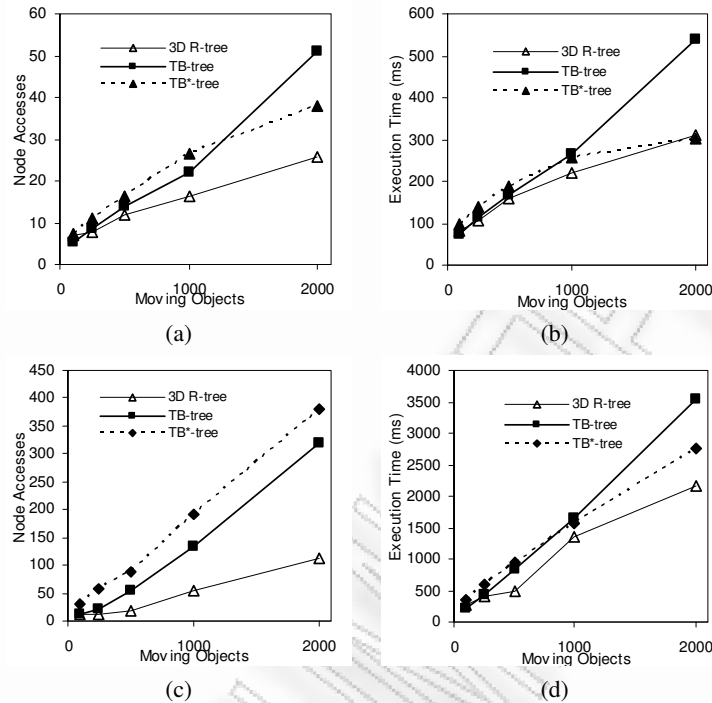 60
50
40
30
20
10
0
Node Accesses
3D R-tree
TB-tree
TB*-tree
0
1000
2000
Moving Objects
(a)
600
500
400
300
200
100
0
Execution Time (ms)
3D R-tree
TB-tree
TB*-tree
0
1000
2000
Moving Objects
(b)
450
400
350
300
250
200
150
100
50
0
Node Accesses
3D R-tree
TB-tree
TB*-tree
0
1000
2000
Moving Objects
(c)
4000
3500
3000
2500
2000
1500
1000
500
0
Execution Time (ms)
3D R-tree
TB-tree
TB*-tree
0
1000
2000
Moving Objects
(d)